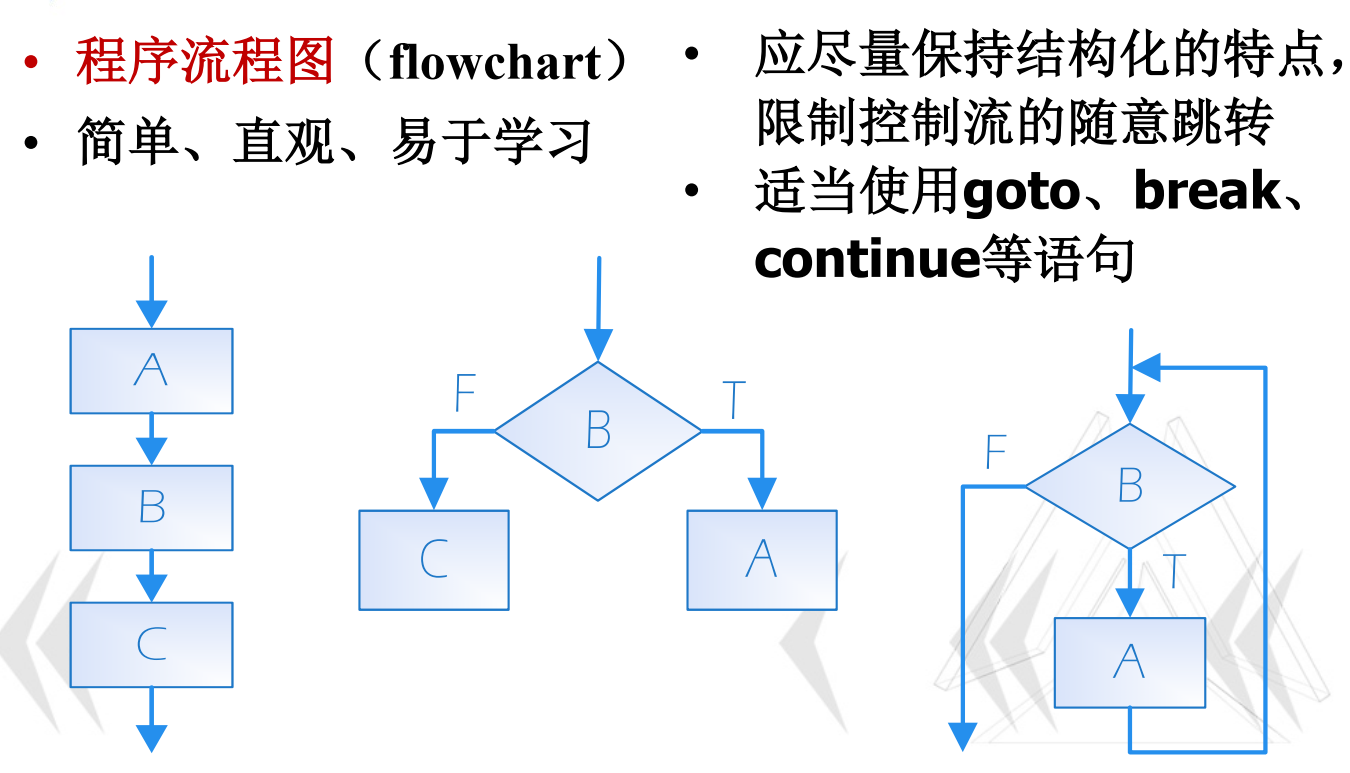 • 程序流程图（flowchart）
• 简单、直观、易于学习
• 应尽量保持结构化的特点，
限制控制流的随意跳转
• 适当使用goto、break、
continue等语句
A
B
C
F
B
T
C
A
F
B
T
A